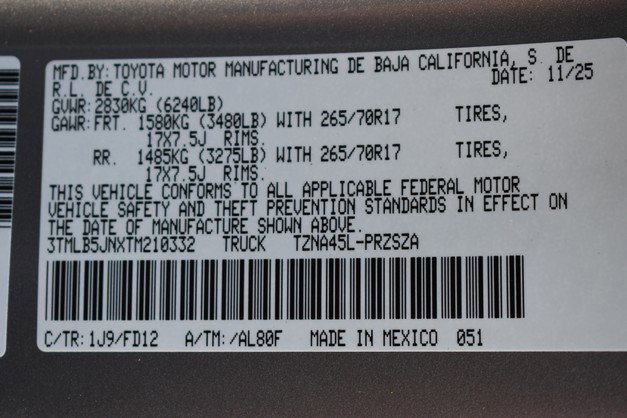 MFD.BY:TOYOTA MOTOR MANUFACTURING DE BAJA CALIFORNIA, S. DE
R.L. DE C.V. DATE: 11/25
GVWR:2830KG (6240LB)
GAWR:FRT. 1580KG (3480LB) WITH 265/70R17 TIRES,
17X7.5J RIMS.
RR. 1485KG (3275LB) WITH 265/70R17 TIRES,
17X7.5J RIMS.
THIS VEHICLE CONFORMS TO ALL APPLICABLE FEDERAL MOTOR
VEHICLE SAFETY AND THEFT PREVENTION STANDARDS IN EFFECT ON
THE DATE OF MANUFACTURE SHOWN ABOVE.
3TMLB5JNXTM210332 TRUCK TZNA45L-PRZSZA
C/TR:1J9/FD12 A/TM:/AL80F MADE IN MEXICO 051